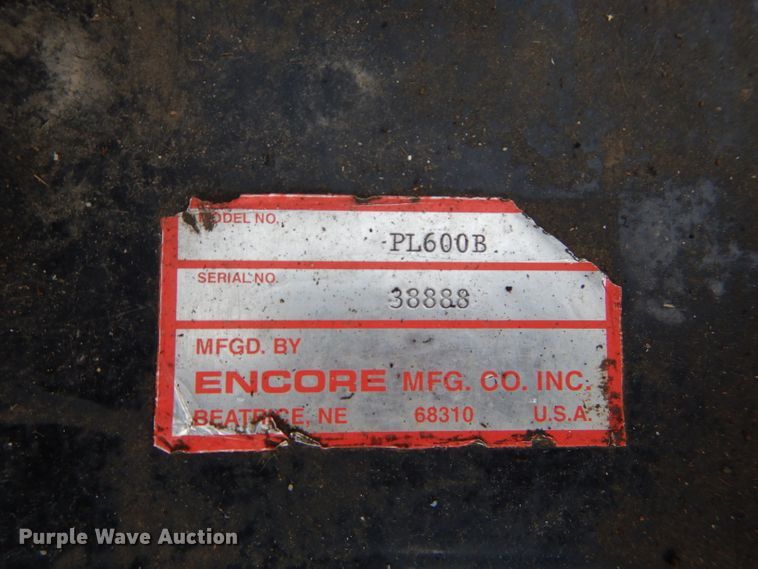 MODEL NO.
PL600B
SERIAL NO.
38888
MFGD. BY
ENCORE MFG. CO. INC.
BEATRICE, NE 68310 U.S.A.
Purple Wave Auction